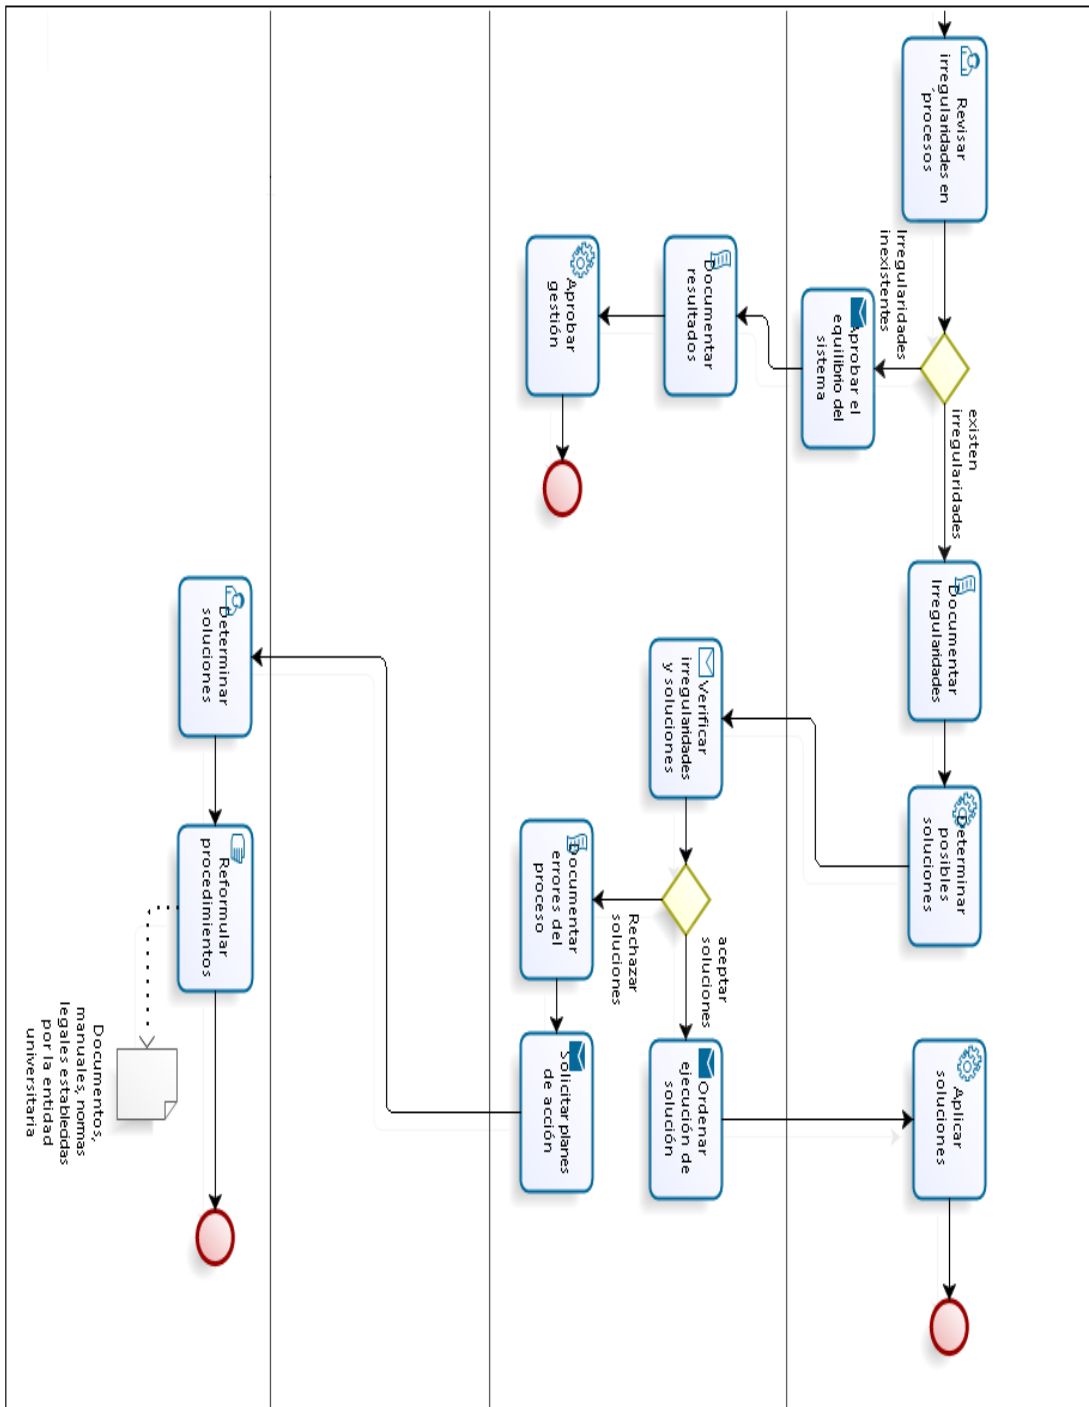 Revisar
irregularidades en
procesos
Irregularidades
inexistentes
existen
irregularidades
Aprobar el
equilibrio del
sistema
Documentar
resultados
Aprobar
gestión
Documentar
Irregularidades
Determinar
posibles
soluciones
Verificar
irregularidades
y soluciones
aceptar
soluciones
Rechazar
soluciones
Documentar
errores del
proceso
Ordenar
ejecución de
solución
Aplicar
soluciones
Solicitar planes
de acción
Determinar
soluciones
Reformular
procedimientos
Documentos,
manuales, normas
legales establecidas
por la entidad
universitaria